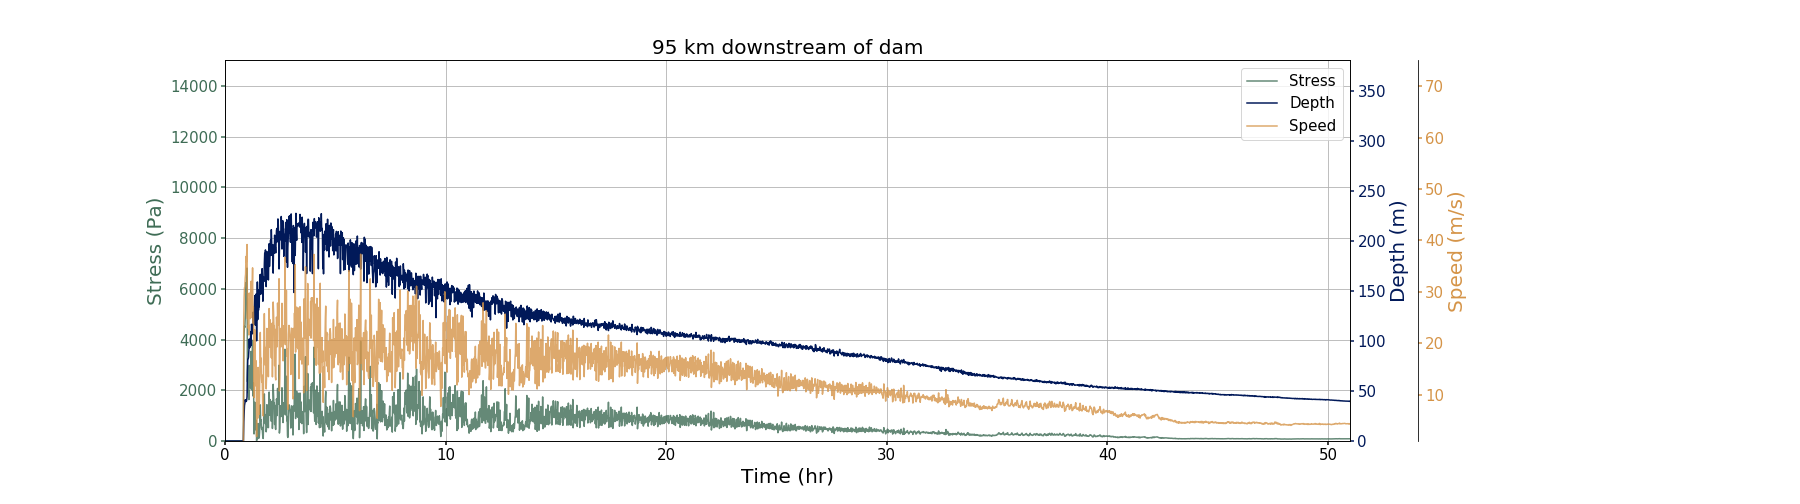 95 km downstream of dam
Stress
Depth
Speed
Stress (Pa)
14000
12000
10000
8000
6000
4000
2000
0
350
300
250
200
150
100
50
0
Depth (m)
70
60
50
40
30
20
10
Speed (m/s)
0 10 20 30 40 50
Time (hr)